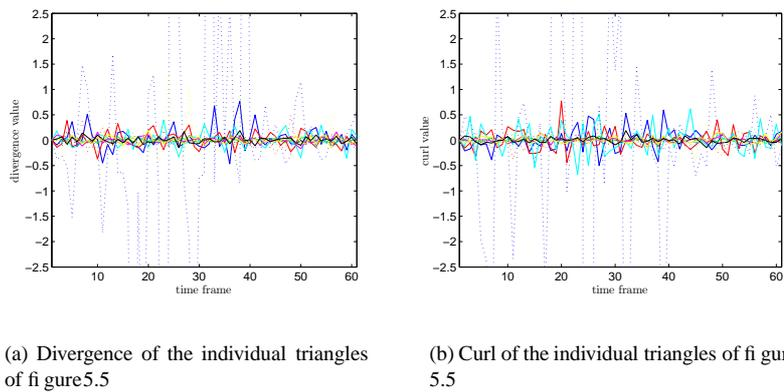 2.5
2
1.5
1
0.5
0
−0.5
−1
−1.5
−2
−2.5
divergence value
10 20 30 40 50 60
time frame
2.5
2
1.5
1
0.5
0
−0.5
−1
−1.5
−2
−2.5
curl value
10 20 30 40 50 60
time frame
(a) Divergence of the individual triangles
of fi gure5.5
(b) Curl of the individual triangles of fi gur
5.5